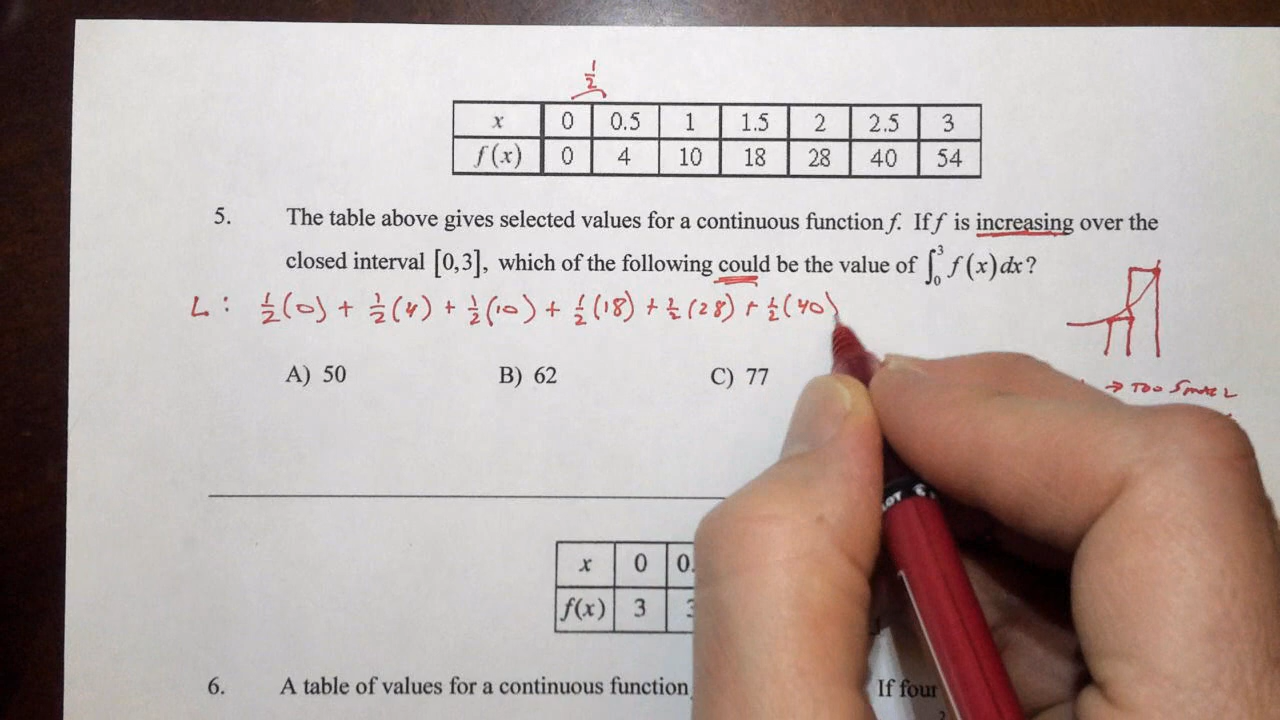 1/2
x 0 0.5 1 1.5 2 2.5 3
f(x) 0 4 10 18 28 40 54
5. The table above gives selected values for a continuous function f. If f is increasing over the
closed interval [0,3], which of the following could be the value of ∫₀³ f(x)dx?
L: 1/2(0) + 1/2(4) + 1/2(10) + 1/2(18) + 1/2(28) + 1/2(40)
A) 50 B) 62 C) 77
→ TOO SMALL
x 0 0.
f(x) 3
6. A table of values for a continuous function If four
2